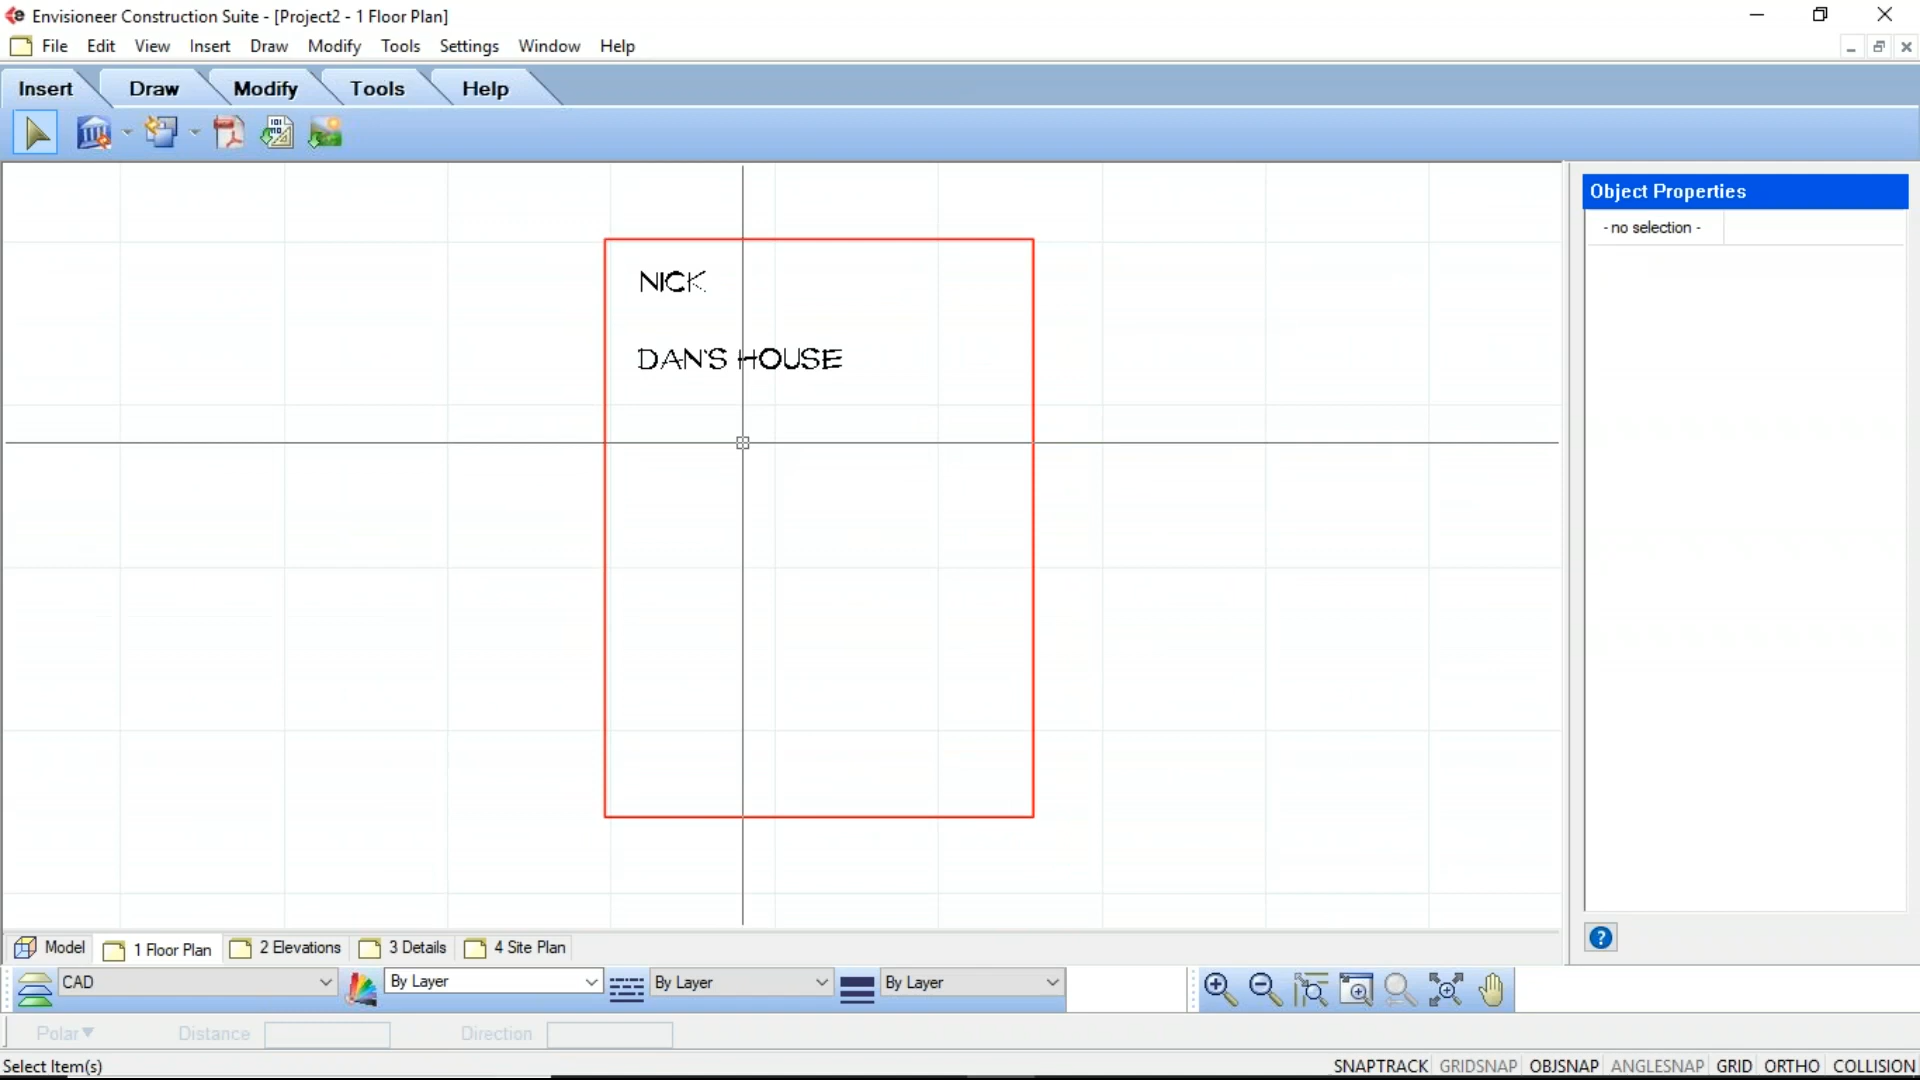 Envisioneer Construction Suite - [Project2 - 1 Floor Plan]
File Edit View Insert Draw Modify Tools Settings Window Help
Insert Draw Modify Tools Help
Object Properties
- no selection -
NICK
DAN'S HOUSE
Model 1 Floor Plan 2 Elevations 3 Details 4 Site Plan
CAD By Layer By Layer By Layer
Polar Distance Direction
Select Item(s) SNAPTRACK GRIDSNAP OBJSNAP ANGLESNAP GRID ORTHO COLLISION